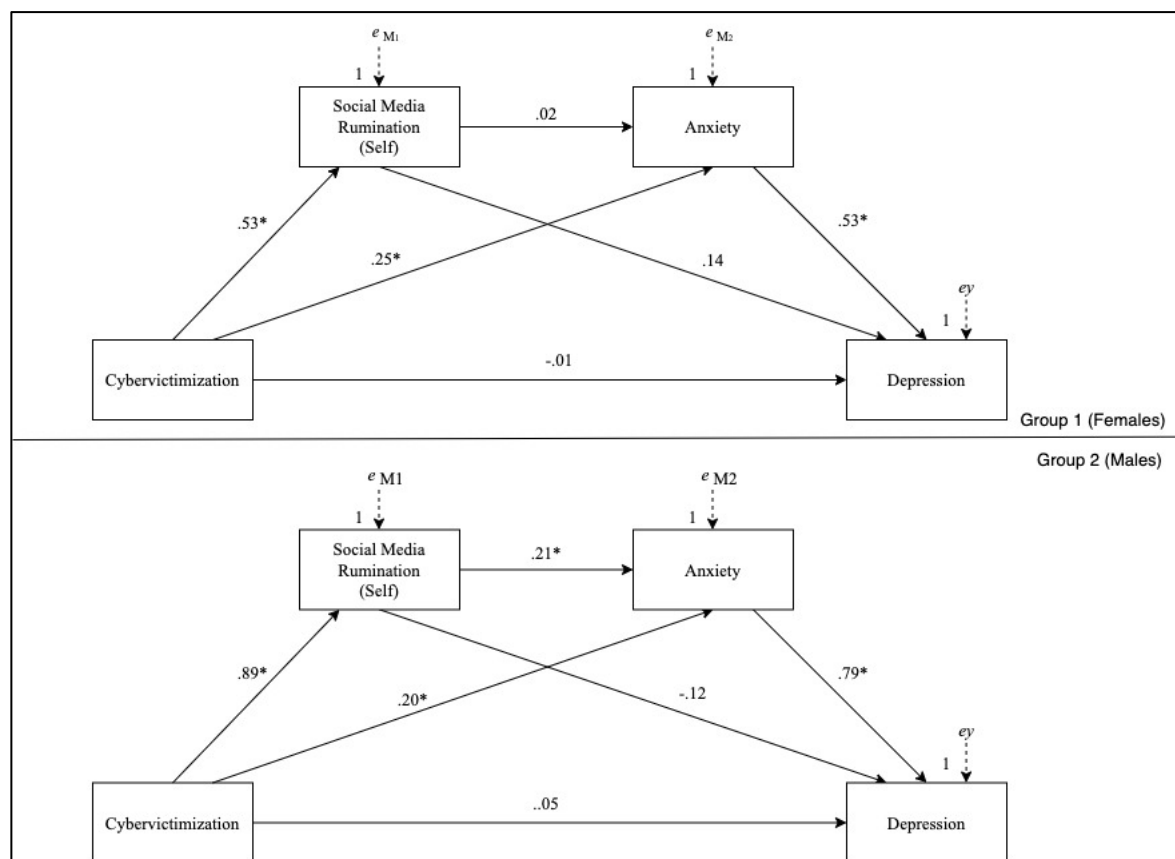 e M1
e M2
1
1
Social Media
Rumination
(Self)
.02
Anxiety
.53*
.25*
.14
.53*
ey
1
Cybervictimization
-.01
Depression
Group 1 (Females)
Group 2 (Males)
e M1
e M2
1
1
Social Media
Rumination
(Self)
.21*
Anxiety
.89*
.20*
-.12
.79*
ey
1
Cybervictimization
..05
Depression